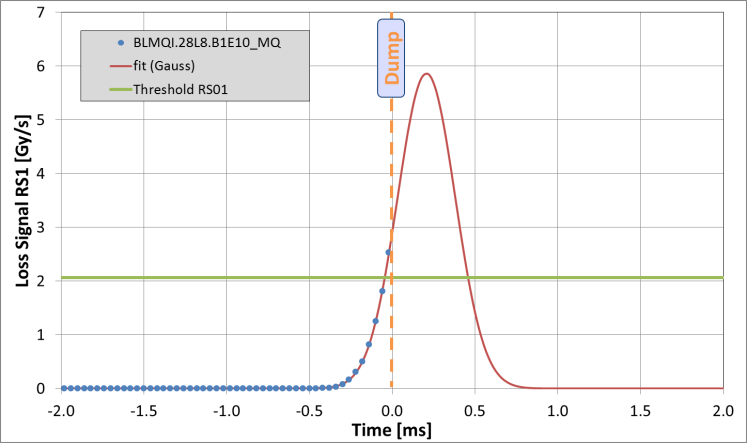 7
6
5
4
3
2
1
0
Loss Signal RS1 [Gy/s]
BLMQI.28L8.B1E10_MQ
fit (Gauss)
Threshold RS01
Dump
-2.0 -1.5 -1.0 -0.5 0.0 0.5 1.0 1.5 2.0
Time [ms]